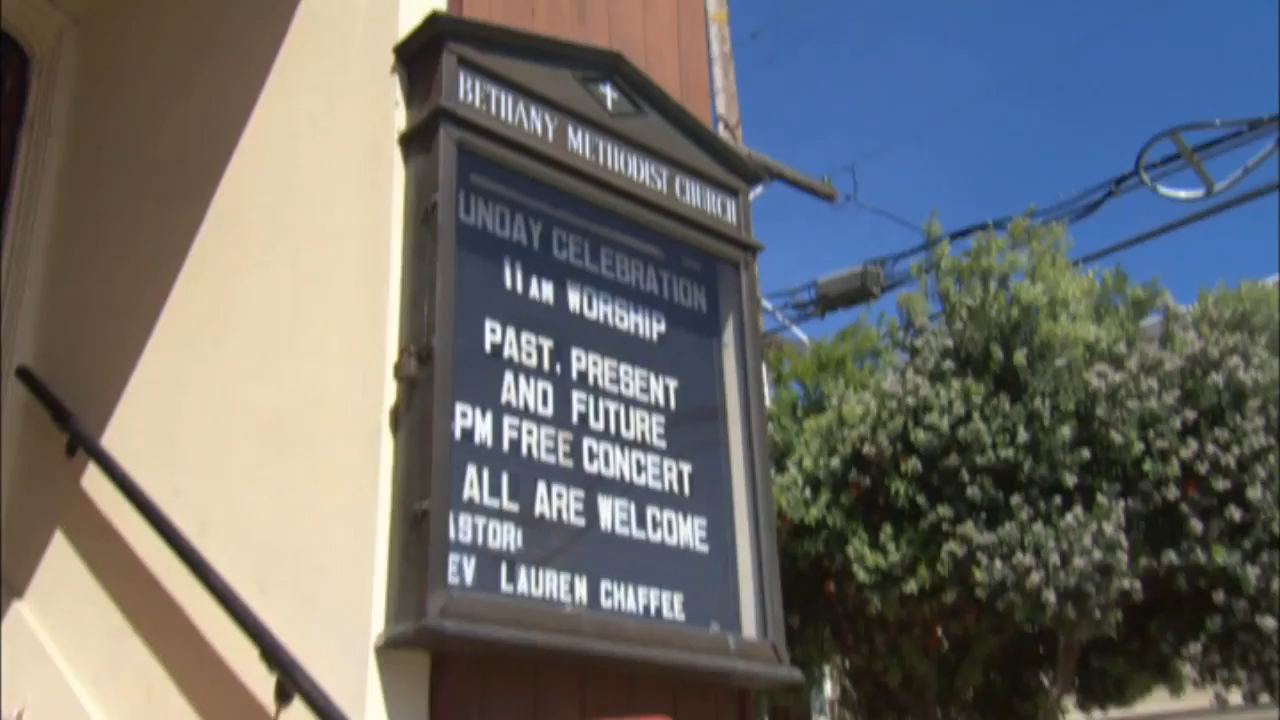 BETHANY METHODIST CHURCH
UNDAY CELEBRATION
11 AM WORSHIP
PAST, PRESENT
AND FUTURE
PM FREE CONCERT
ALL ARE WELCOME
ASTOR:
EV LAUREN CHAFFEE